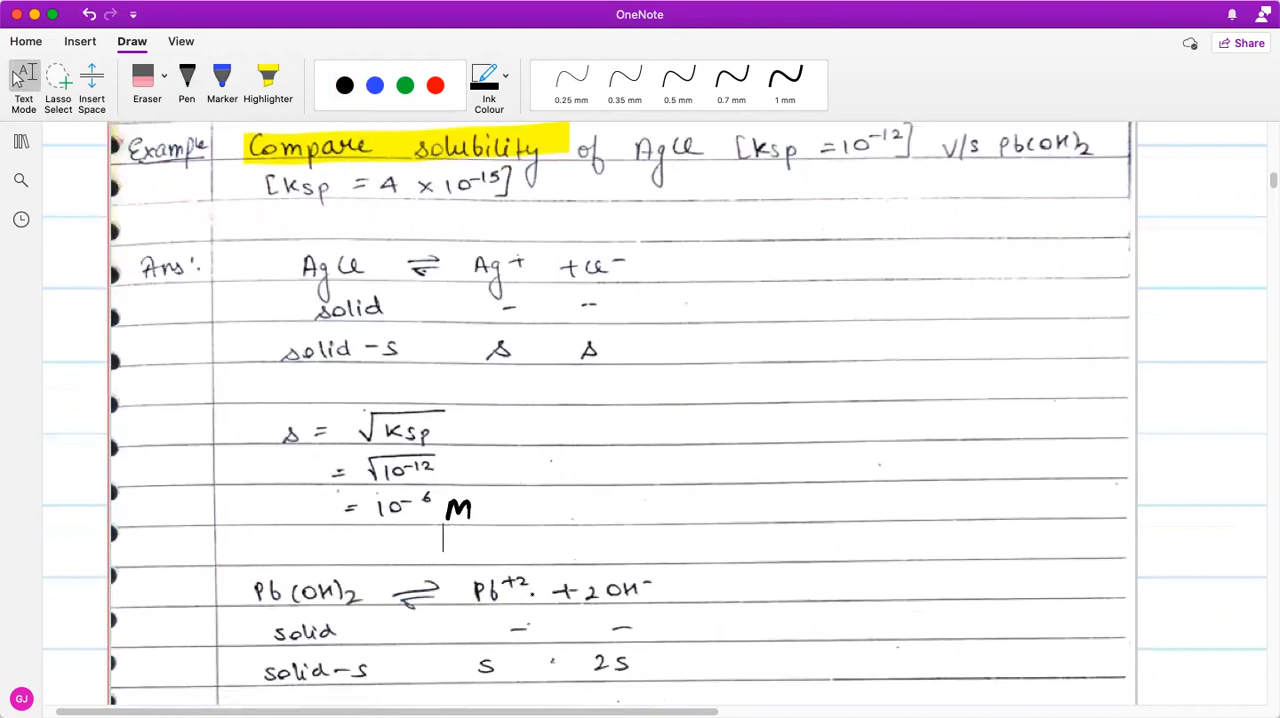 OneNote
Home Insert Draw View
Share
Text Mode
Lasso Select
Insert Space
Eraser
Pen
Marker
Highlighter
Ink Colour
0.25 mm
0.35 mm
0.5 mm
0.7 mm
1 mm
Example Compare solubility of AgCl [Ksp = 10⁻¹²] v/s Pb(OH)₂
[Ksp = 4 × 10⁻¹⁵]
Ans: AgCl ⇌ Ag⁺ + Cl⁻
solid - -
solid - s s s
s = √Ksp
= √10⁻¹²
= 10⁻⁶ M
Pb(OH)₂ ⇌ Pb⁺² + 2OH⁻
solid - -
solid - s s 2s
GJ